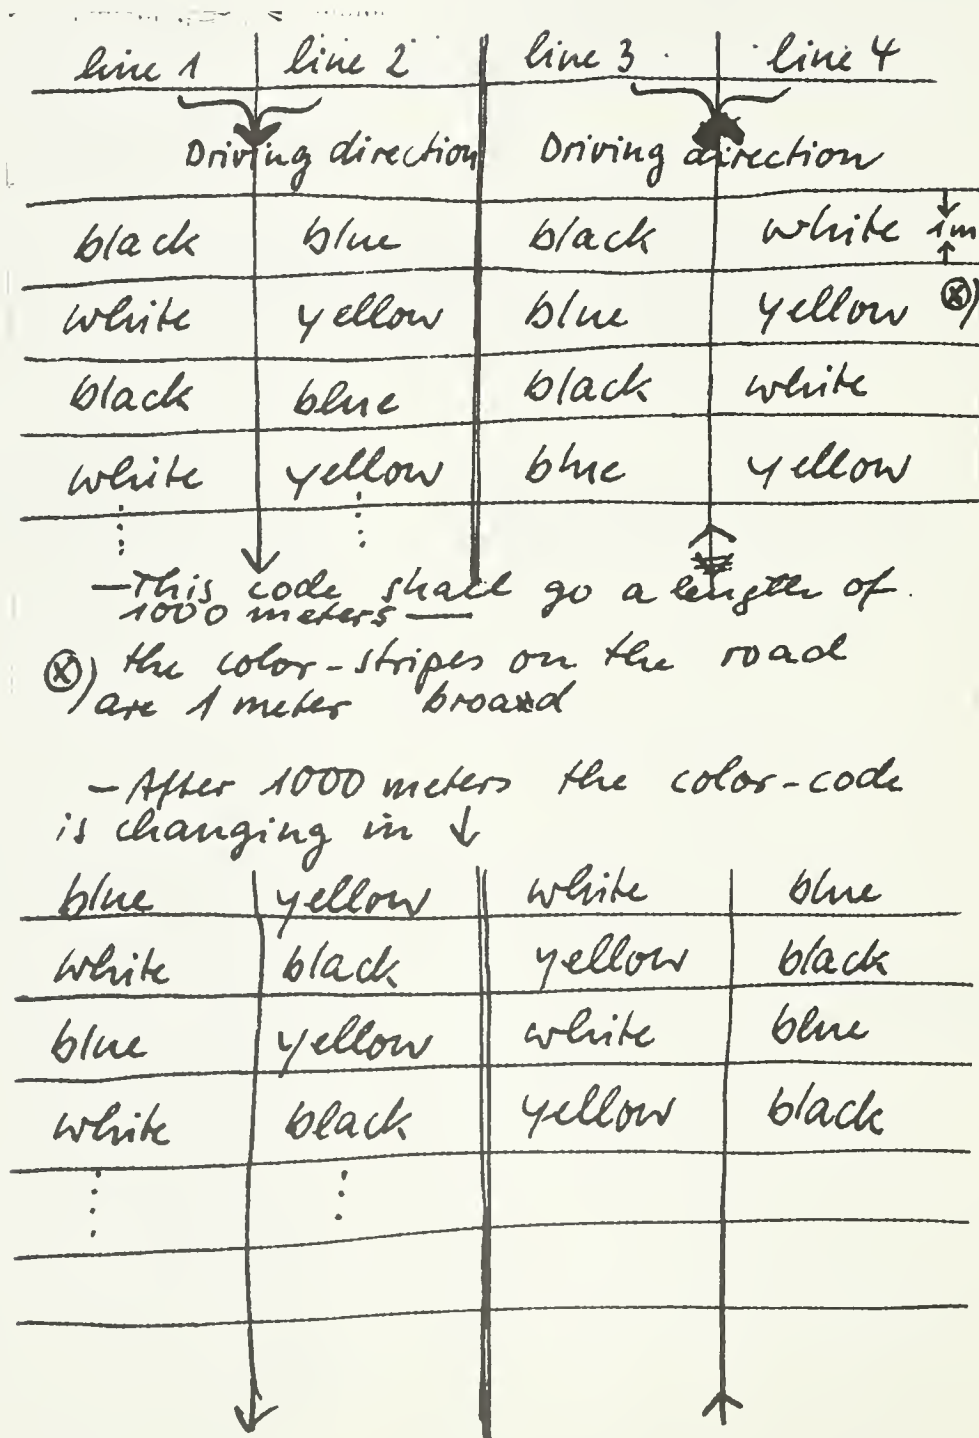 line 1 line 2 line 3 line 4
Driving direction Driving direction
black blue black white 1m
white yellow blue yellow ⓧ)
black blue black white
white yellow blue yellow
— This code shall go a length of
1000 meters —
ⓧ) the color-stripes on the road
are 1 meter broad
— After 1000 meters the color-code
is changing in ↓
blue yellow white blue
white black yellow black
blue yellow white blue
white black yellow black